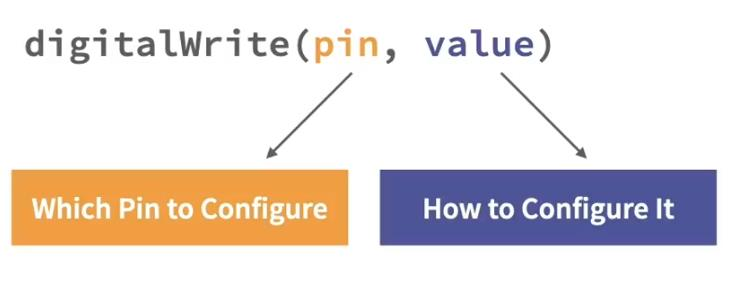 digitalWrite(pin, value)
Which Pin to Configure
How to Configure It